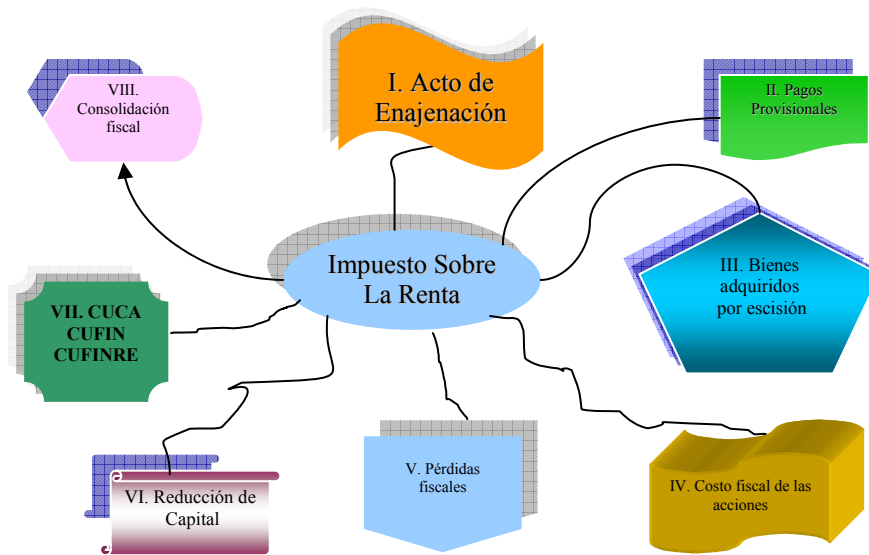 I. Acto de
Enajenación
II. Pagos
Provisionales
III. Bienes
adquiridos
por escisión
IV. Costo fiscal de las
acciones
V. Pérdidas
fiscales
VI. Reducción de
Capital
VII. CUCA
CUFIN
CUFINRE
VIII.
Consolidación
fiscal
Impuesto Sobre
La Renta